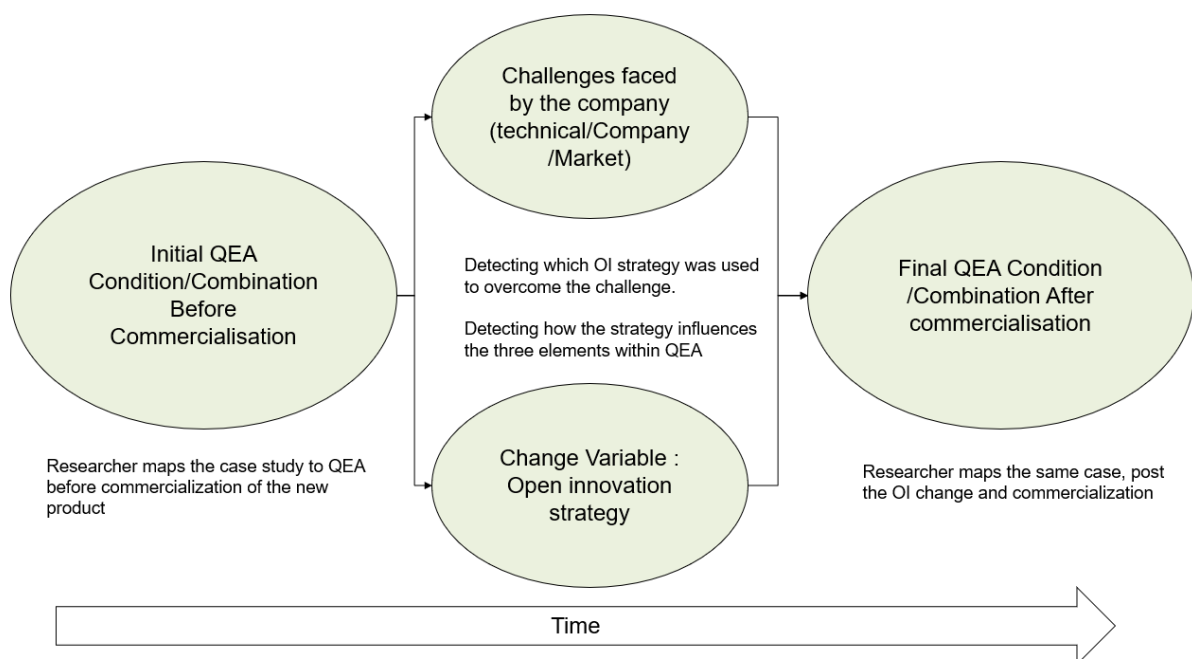 Challenges faced
by the company
(technical/Company
/Market)
Initial QEA
Condition/Combination
Before
Commercialisation
Detecting which OI strategy was used
to overcome the challenge.
Detecting how the strategy influences
the three elements within QEA
Final QEA Condition
/Combination After
commercialisation
Researcher maps the case study to QEA
before commercialization of the new
product
Change Variable :
Open innovation
strategy
Researcher maps the same case, post
the OI change and commercialization
Time